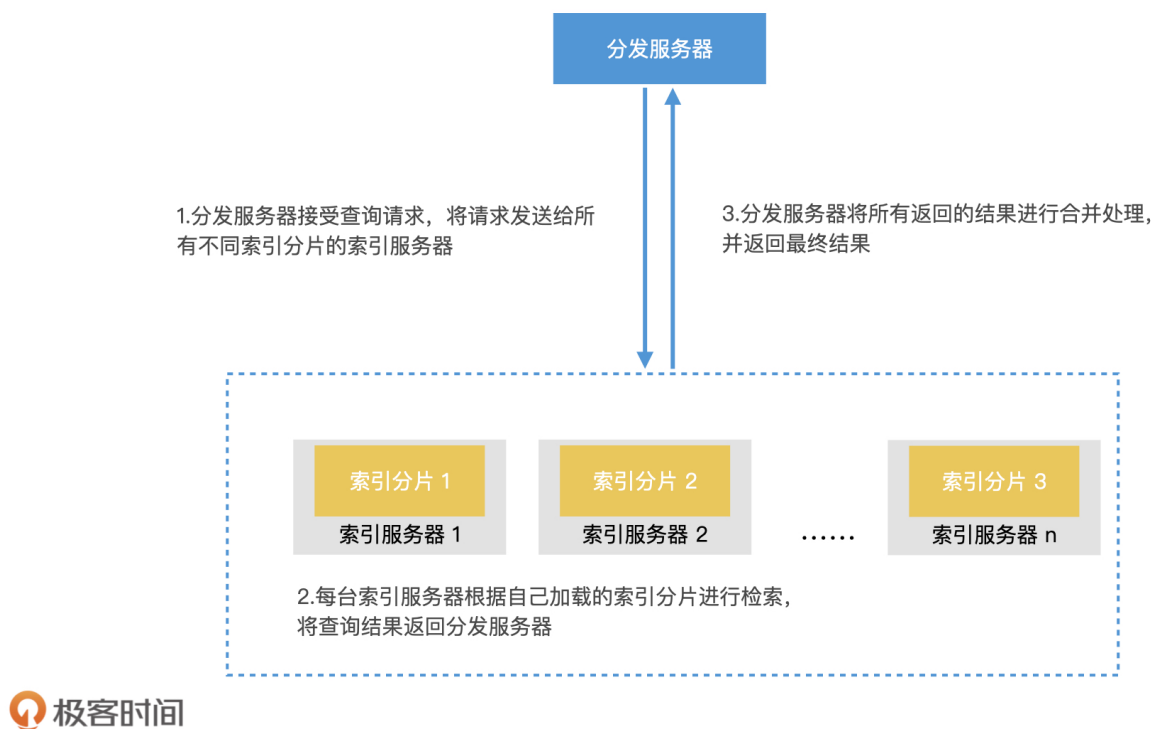 分发服务器
1.分发服务器接受查询请求，将请求发送给所
有不同索引分片的索引服务器
3.分发服务器将所有返回的结果进行合并处理，
并返回最终结果
索引分片 1
索引服务器 1
索引分片 2
索引服务器 2
……
索引分片 3
索引服务器 n
2.每台索引服务器根据自己加载的索引分片进行检索，
将查询结果返回分发服务器
极客时间